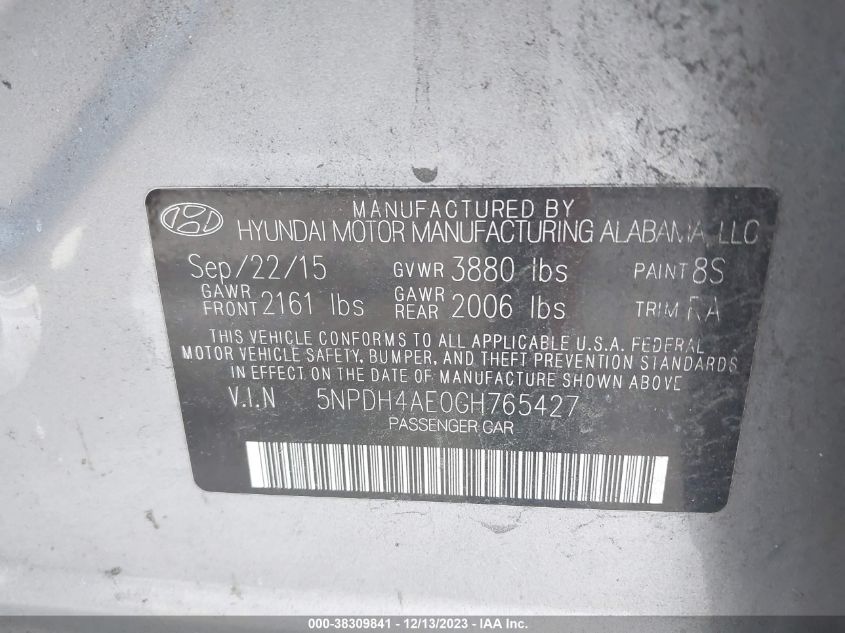 MANUFACTURED BY
HYUNDAI MOTOR MANUFACTURING ALABAMA, LLC
Sep/22/15 GVWR 3880 lbs PAINT 8S
GAWR FRONT 2161 lbs GAWR REAR 2006 lbs TRIM RA
THIS VEHICLE CONFORMS TO ALL APPLICABLE U.S.A. FEDERAL
MOTOR VEHICLE SAFETY, BUMPER, AND THEFT PREVENTION STANDARDS
IN EFFECT ON THE DATE OF MANUFACTURE SHOWN ABOVE
V.I.N 5NPDH4AE0GH765427
PASSENGER CAR
000-38309841 - 12/13/2023 - IAA Inc.